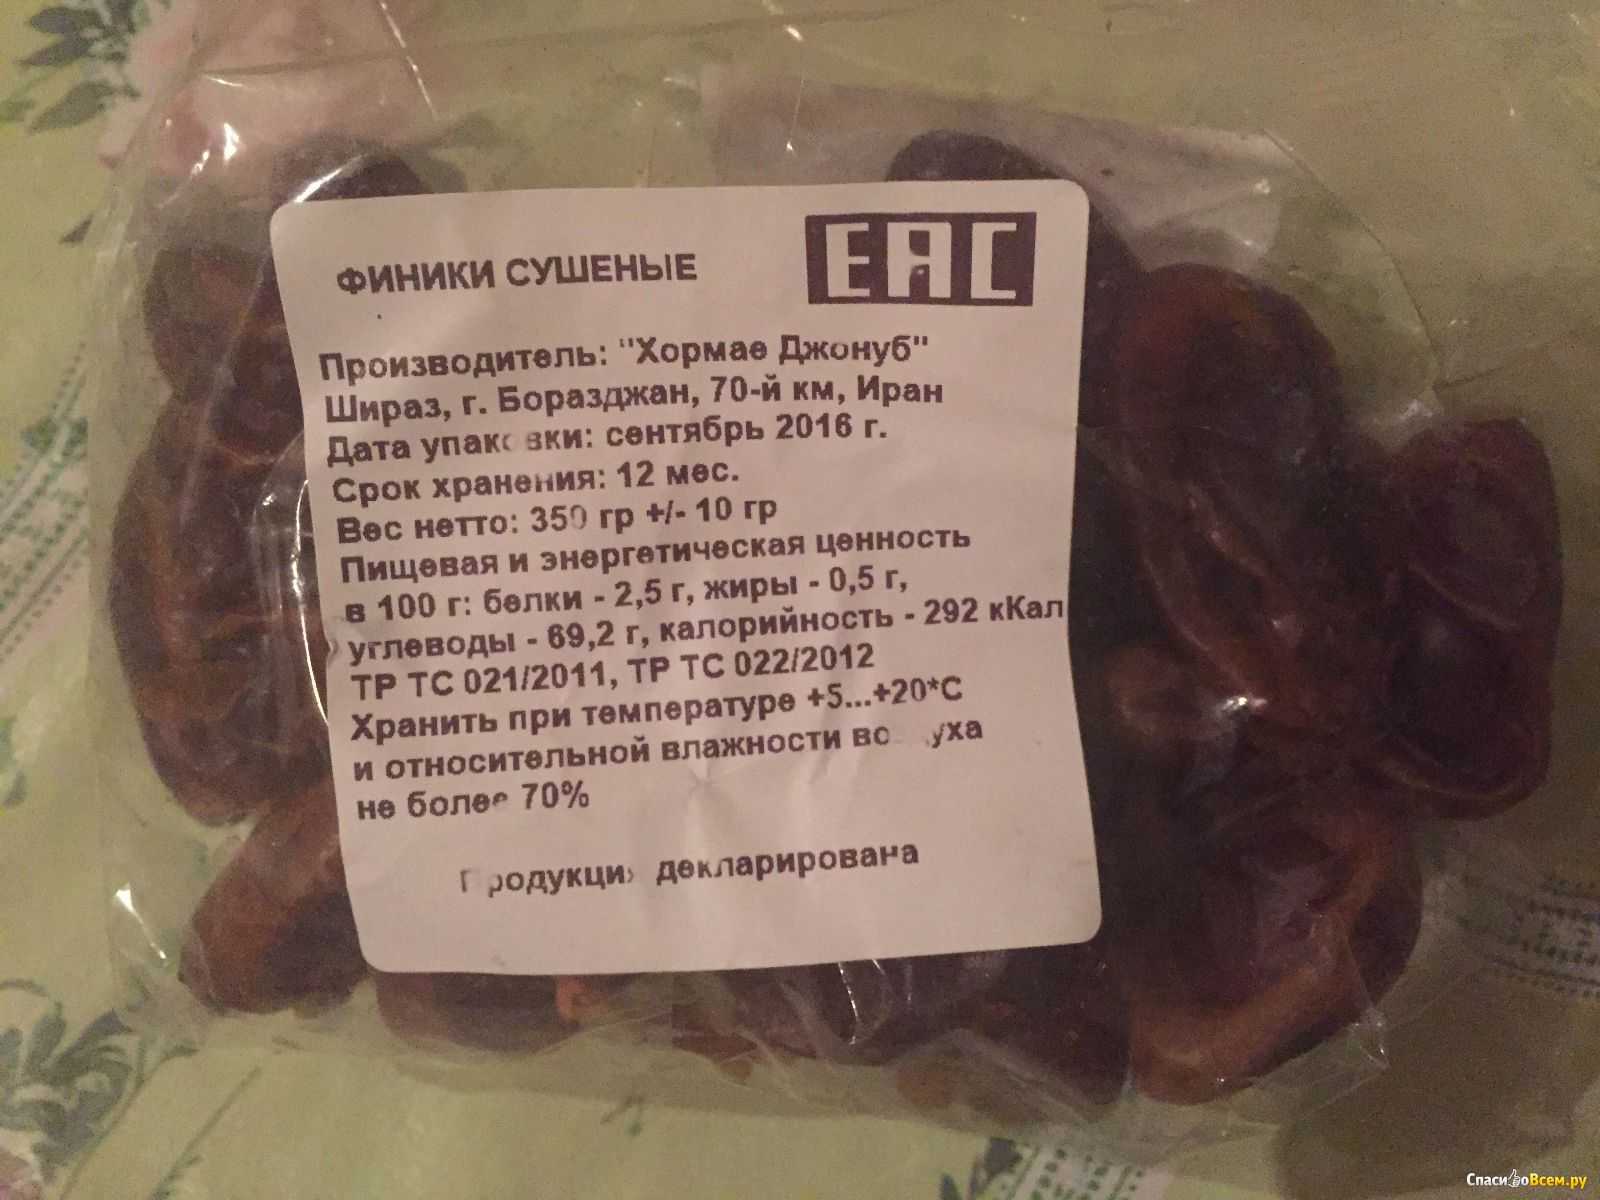 ФИНИКИ СУШЕНЫЕ
EAC
Производитель: "Хормае Джонуб"
Шираз, г. Боразджан, 70-й км, Иран
Дата упаковки: сентябрь 2016 г.
Срок хранения: 12 мес.
Вес нетто: 350 гр +/- 10 гр
Пищевая и энергетическая ценность
в 100 г: белки - 2,5 г, жиры - 0,5 г,
углеводы - 69,2 г, калорийность - 292 кКал
ТР ТС 021/2011, ТР ТС 022/2012
Хранить при температуре +5...+20*С
и относительной влажности воздуха
не более 70%
Продукция декларирована
СпасибоВсем.ру